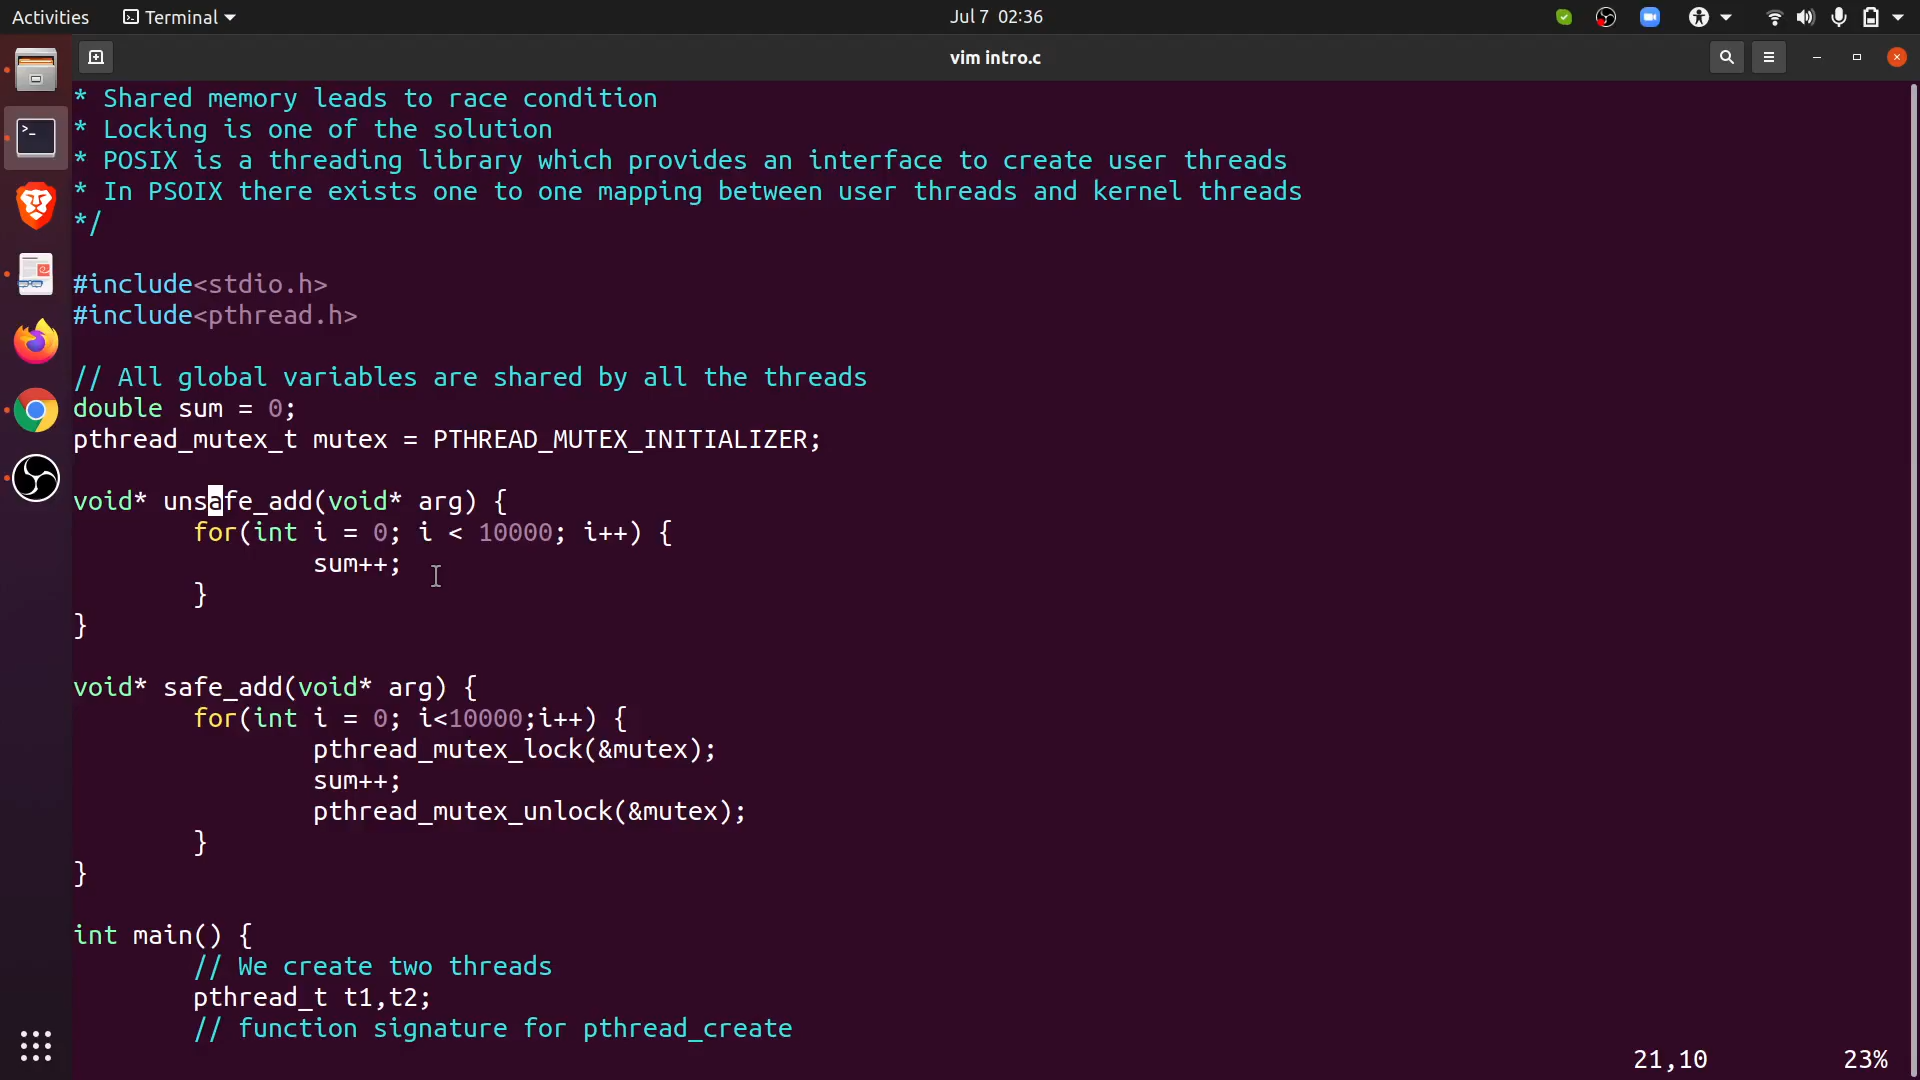 Activities Terminal Jul 7 02:36
vim intro.c
* Shared memory leads to race condition
* Locking is one of the solution
* POSIX is a threading library which provides an interface to create user threads
* In PSOIX there exists one to one mapping between user threads and kernel threads
*/
#include<stdio.h>
#include<pthread.h>
// All global variables are shared by all the threads
double sum = 0;
pthread_mutex_t mutex = PTHREAD_MUTEX_INITIALIZER;
void* unsafe_add(void* arg) {
for(int i = 0; i < 10000; i++) {
sum++;
}
}
void* safe_add(void* arg) {
for(int i = 0; i<10000;i++) {
pthread_mutex_lock(&mutex);
sum++;
pthread_mutex_unlock(&mutex);
}
}
int main() {
// We create two threads
pthread_t t1,t2;
// function signature for pthread_create
21,10 23%